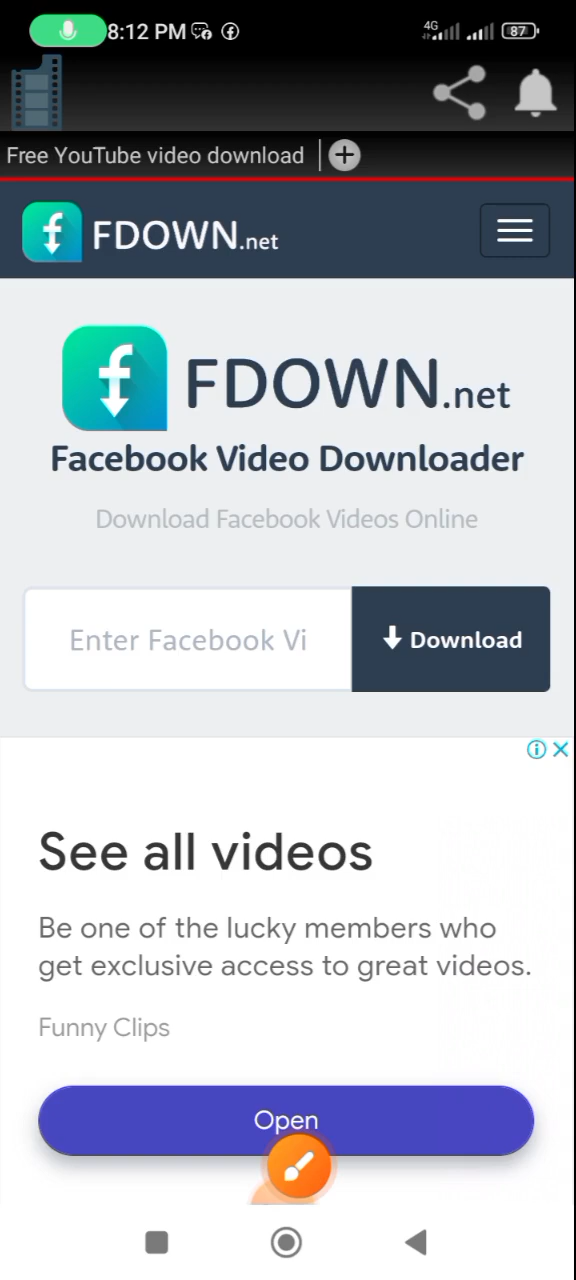 8:12 PM 4G 87
Free YouTube video download
FDOWN.net
FDOWN.net
Facebook Video Downloader
Download Facebook Videos Online
Enter Facebook Vi
Download
See all videos
Be one of the lucky members who
get exclusive access to great videos.
Funny Clips
Open